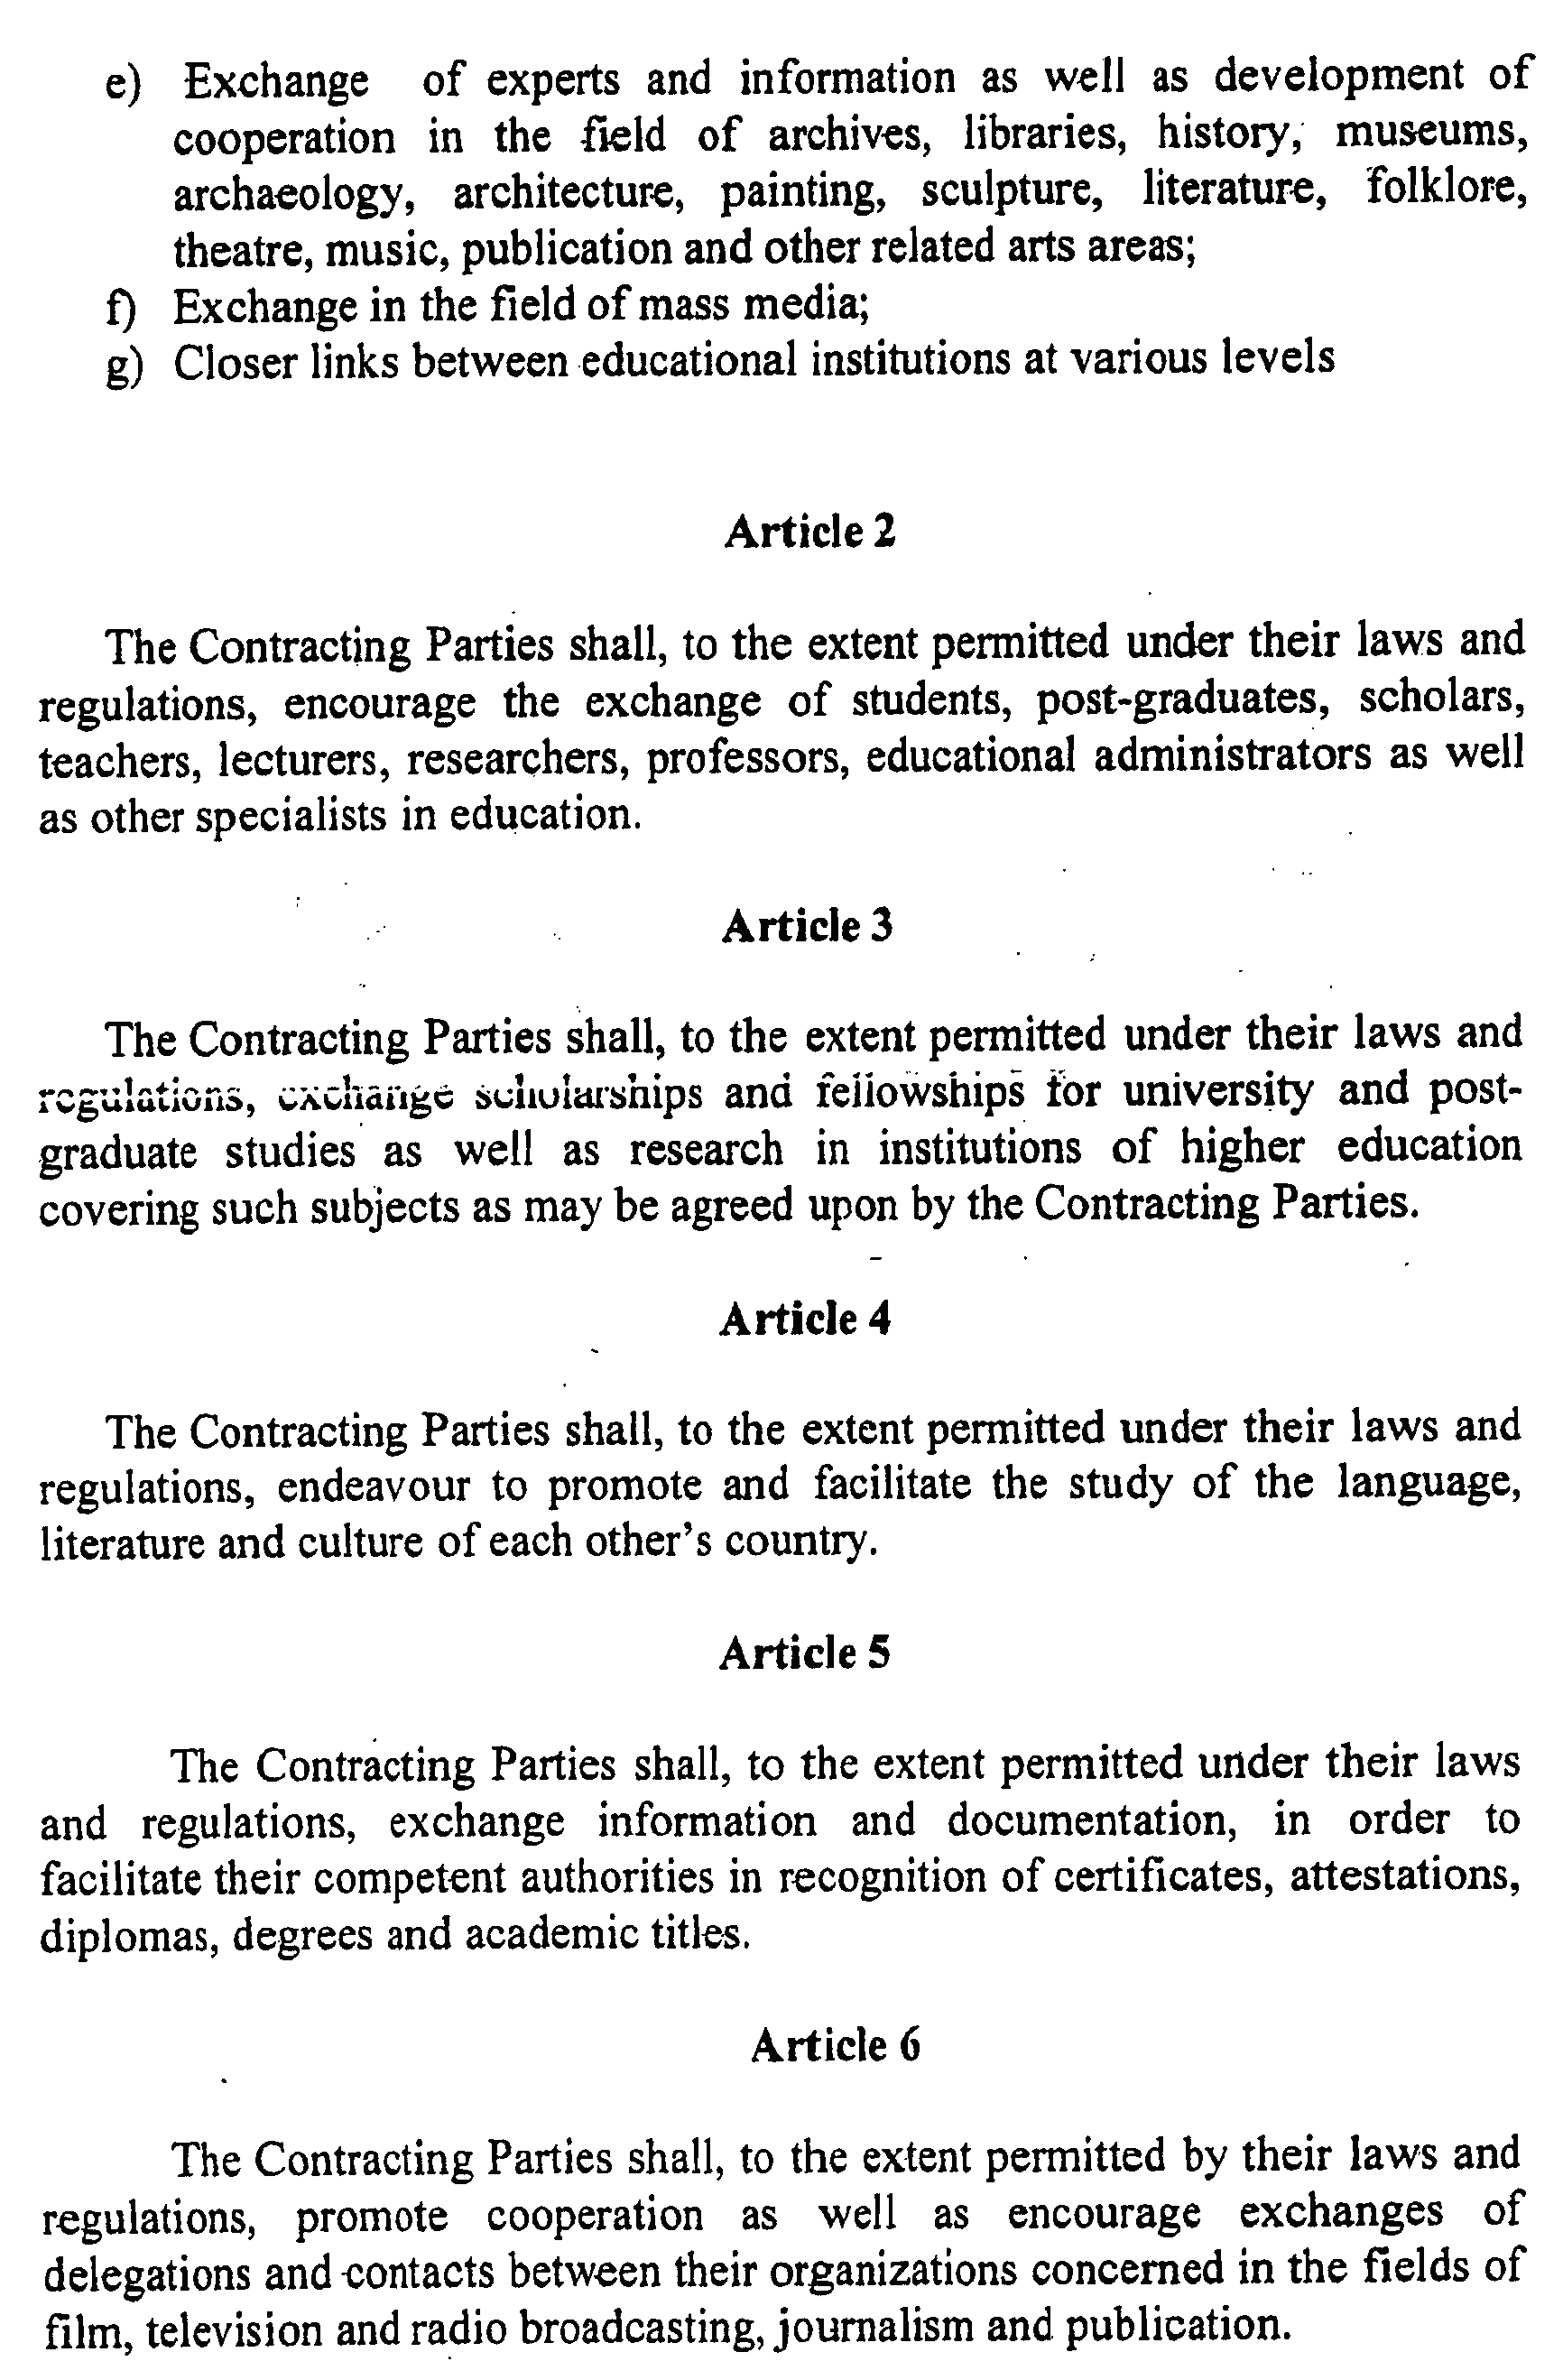 e) Exchange of experts and information as well as development of
cooperation in the field of archives, libraries, history, museums,
archaeology, architecture, painting, sculpture, literature, folklore,
theatre, music, publication and other related arts areas;
f) Exchange in the field of mass media;
g) Closer links between educational institutions at various levels
Article 2
The Contracting Parties shall, to the extent permitted under their laws and
regulations, encourage the exchange of students, post-graduates, scholars,
teachers, lecturers, researchers, professors, educational administrators as well
as other specialists in education.
Article 3
The Contracting Parties shall, to the extent permitted under their laws and
regulations, exchange scholarships and fellowships for university and post-
graduate studies as well as research in institutions of higher education
covering such subjects as may be agreed upon by the Contracting Parties.
Article 4
The Contracting Parties shall, to the extent permitted under their laws and
regulations, endeavour to promote and facilitate the study of the language,
literature and culture of each other's country.
Article 5
The Contracting Parties shall, to the extent permitted under their laws
and regulations, exchange information and documentation, in order to
facilitate their competent authorities in recognition of certificates, attestations,
diplomas, degrees and academic titles.
Article 6
The Contracting Parties shall, to the extent permitted by their laws and
regulations, promote cooperation as well as encourage exchanges of
delegations and contacts between their organizations concerned in the fields of
film, television and radio broadcasting, journalism and publication.